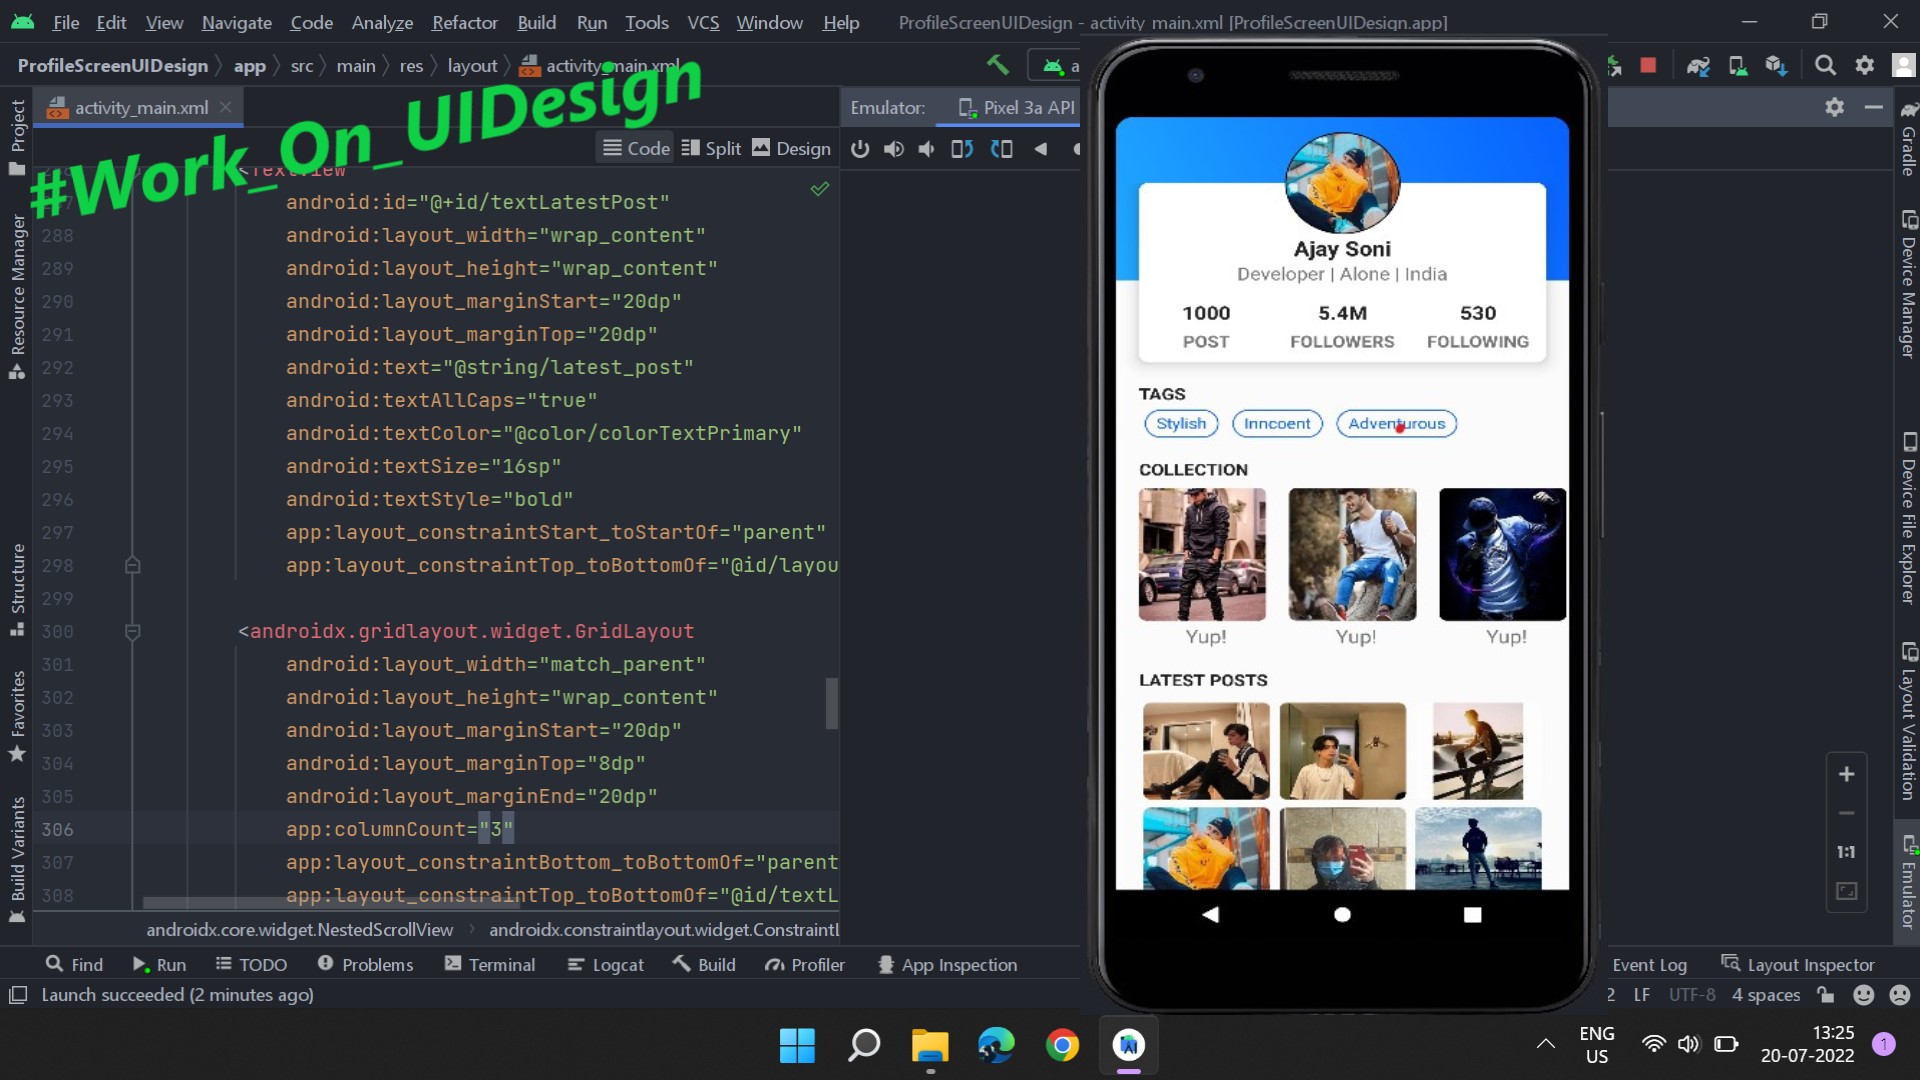 File Edit View Navigate Code Analyze Refactor Build Run Tools VCS Window Help ProfileScreenUIDesign - activity_main.xml [ProfileScreenUIDesign.app]
ProfileScreenUIDesign app src main res layout activity_main.xml
#Work_On_UIDesign
activity_main.xml
Emulator: Pixel 3a API
Code Split Design
<TextView
android:id="@+id/textLatestPost"
288 android:layout_width="wrap_content"
289 android:layout_height="wrap_content"
290 android:layout_marginStart="20dp"
291 android:layout_marginTop="20dp"
292 android:text="@string/latest_post"
293 android:textAllCaps="true"
294 android:textColor="@color/colorTextPrimary"
295 android:textSize="16sp"
296 android:textStyle="bold"
297 app:layout_constraintStart_toStartOf="parent"
298 app:layout_constraintTop_toBottomOf="@id/layou
299
300 <androidx.gridlayout.widget.GridLayout
301 android:layout_width="match_parent"
302 android:layout_height="wrap_content"
303 android:layout_marginStart="20dp"
304 android:layout_marginTop="8dp"
305 android:layout_marginEnd="20dp"
306 app:columnCount="3"
307 app:layout_constraintBottom_toBottomOf="parent
308 app:layout_constraintTop_toBottomOf="@id/textL
androidx.core.widget.NestedScrollView androidx.constraintlayout.widget.ConstraintL
Project
Resource Manager
Structure
Favorites
Build Variants
Ajay Soni
Developer | Alone | India
1000 5.4M 530
POST FOLLOWERS FOLLOWING
TAGS
Stylish Inncoent Adventurous
COLLECTION
Yup! Yup! Yup!
LATEST POSTS
Gradle
Device Manager
Device File Explorer
Layout Validation
Emulator
1:1
Find Run TODO Problems Terminal Logcat Build Profiler App Inspection Event Log Layout Inspector
Launch succeeded (2 minutes ago) 2 LF UTF-8 4 spaces
ENG
US
13:25
20-07-2022
1